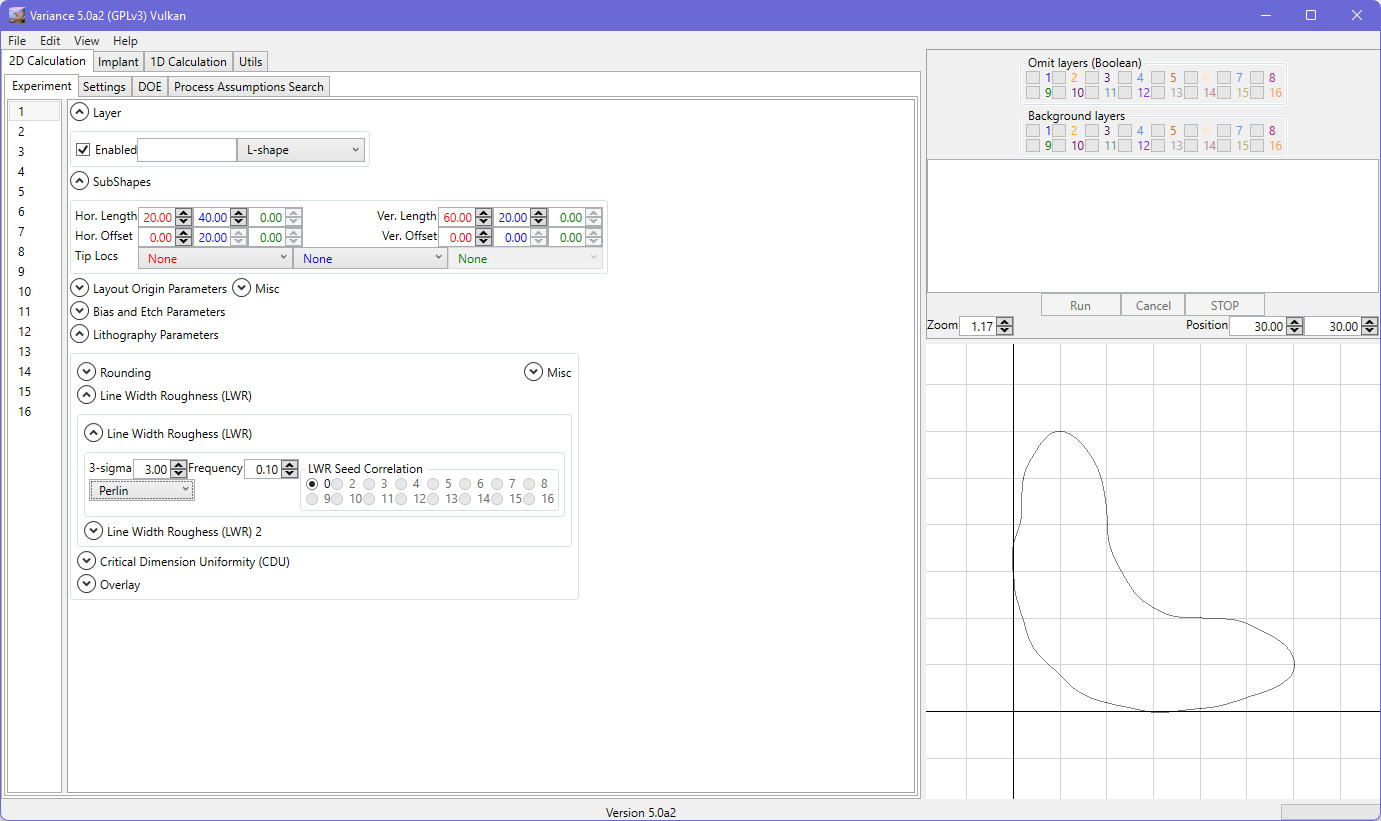 Variance 5.0a2 (GPLv3) Vulkan
File Edit View Help
2D Calculation Implant 1D Calculation Utils
Experiment Settings DOE Process Assumptions Search
1
2
3
4
5
6
7
8
9
10
11
12
13
14
15
16
Layer
Enabled L-shape
SubShapes
Hor. Length 20.00 40.00 0.00 Ver. Length 60.00 20.00 0.00
Hor. Offset 0.00 20.00 0.00 Ver. Offset 0.00 0.00 0.00
Tip Locs None None None
Layout Origin Parameters Misc
Bias and Etch Parameters
Lithography Parameters
Rounding Misc
Line Width Roughness (LWR)
Line Width Roughess (LWR)
3-sigma 3.00 Frequency 0.10 LWR Seed Correlation
Perlin
0 2 3 4 5 6 7 8
9 10 11 12 13 14 15 16
Line Width Roughess (LWR) 2
Critical Dimension Uniformity (CDU)
Overlay
Omit layers (Boolean)
1 2 3 4 5 6 7 8
9 10 11 12 13 14 15 16
Background layers
1 2 3 4 5 6 7 8
9 10 11 12 13 14 15 16
Run Cancel STOP
Zoom 1.17 Position 30.00 30.00
Version 5.0a2